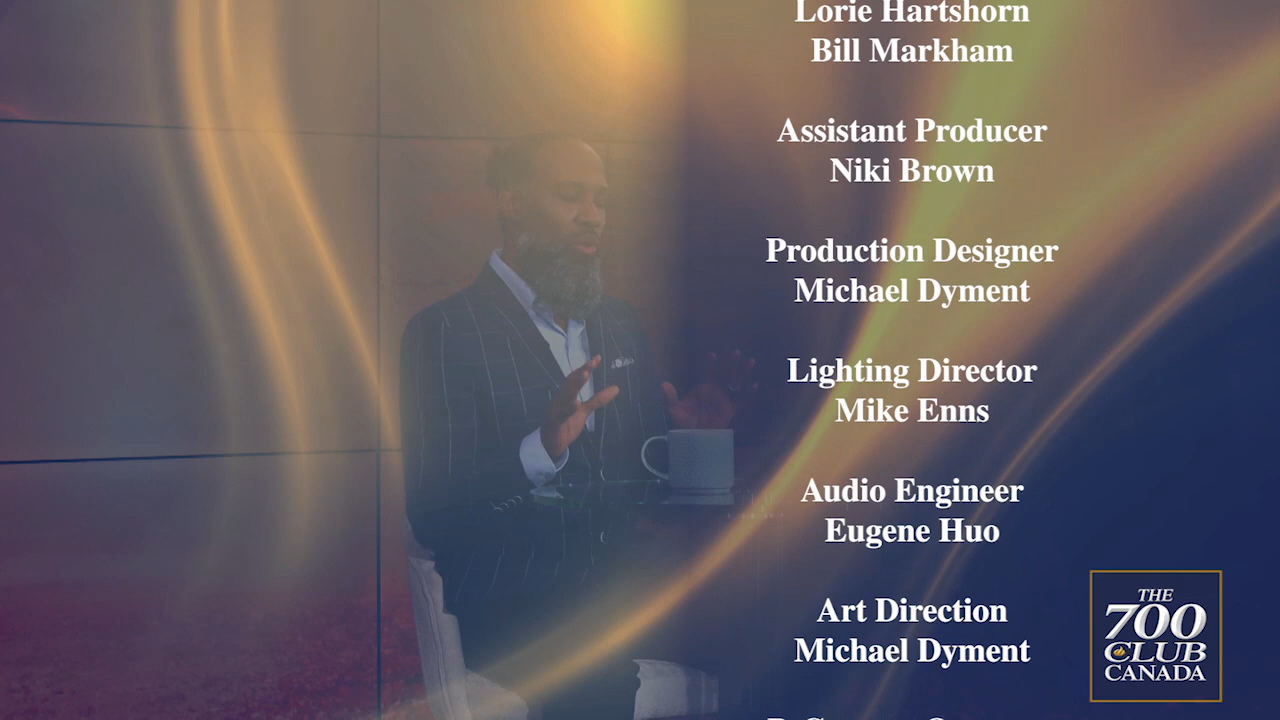 Lorie Hartshorn
Bill Markham
Assistant Producer
Niki Brown
Production Designer
Michael Dyment
Lighting Director
Mike Enns
Audio Engineer
Eugene Huo
Art Direction
Michael Dyment
THE
700
CLUB
CANADA